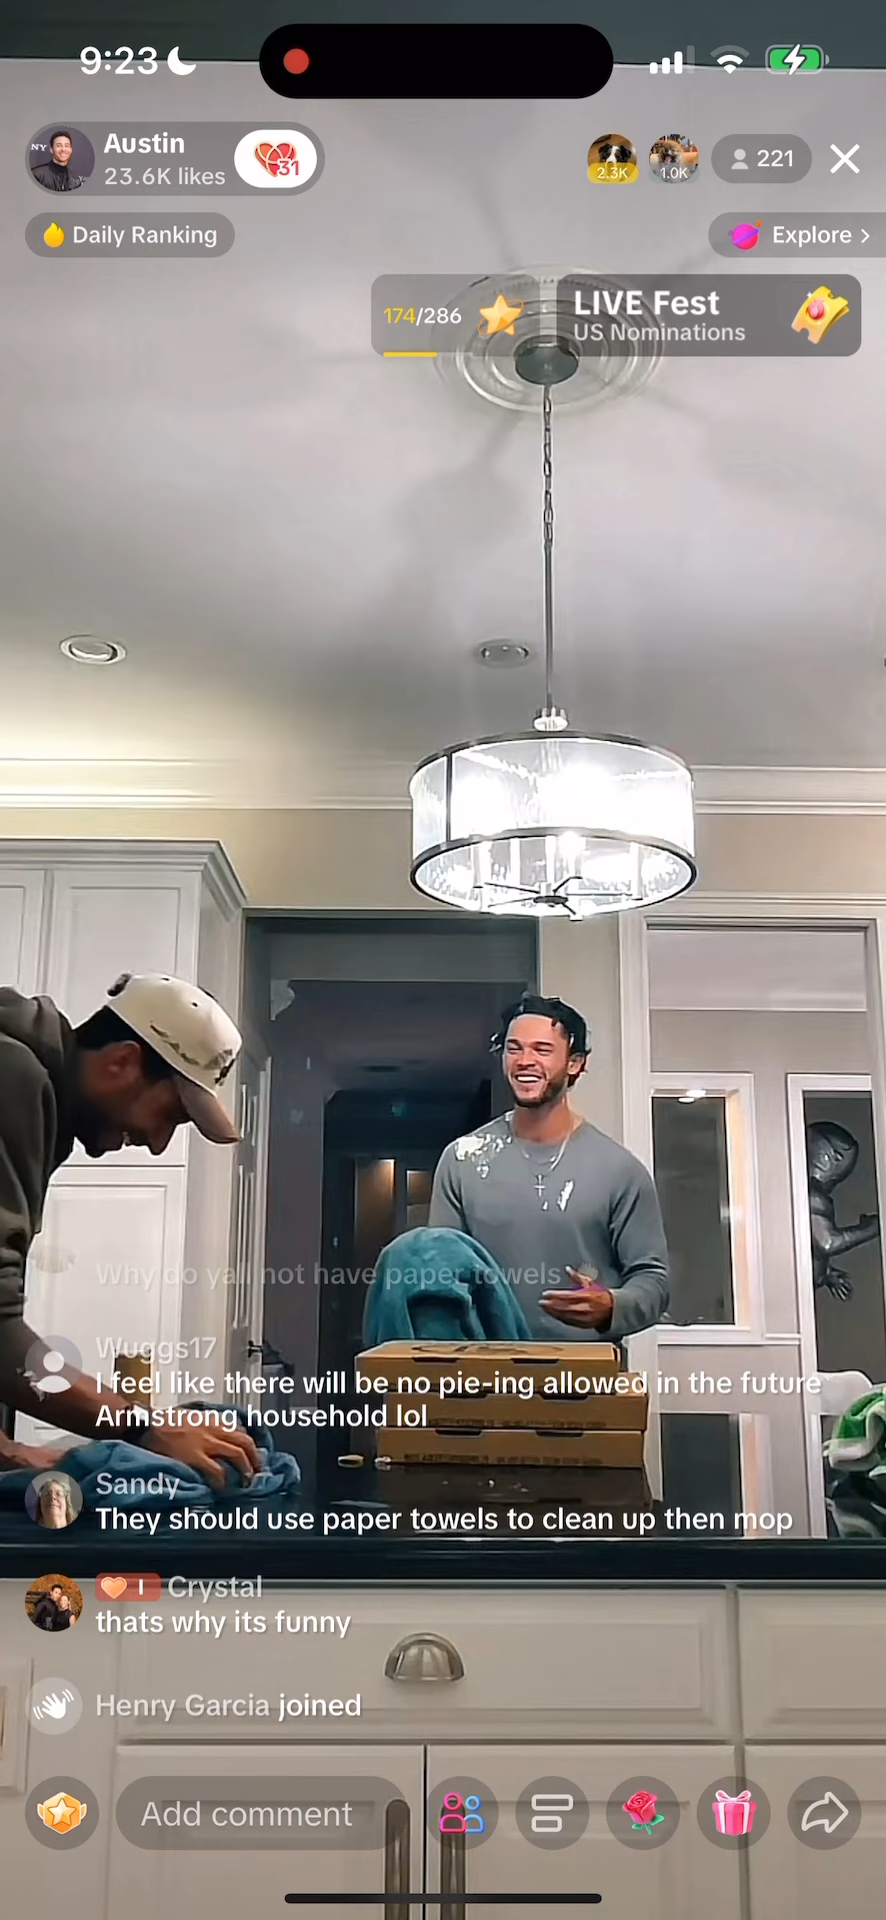 9:23
Austin
23.6K likes
31
NY
2.3K
1.0K
221
Daily Ranking
Explore >
174/286
LIVE Fest
US Nominations
Why do yall not have paper towels
Wuggs17
I feel like there will be no pie-ing allowed in the future
Armstrong household lol
Sandy
They should use paper towels to clean up then mop
I Crystal
thats why its funny
Henry Garcia joined
Add comment